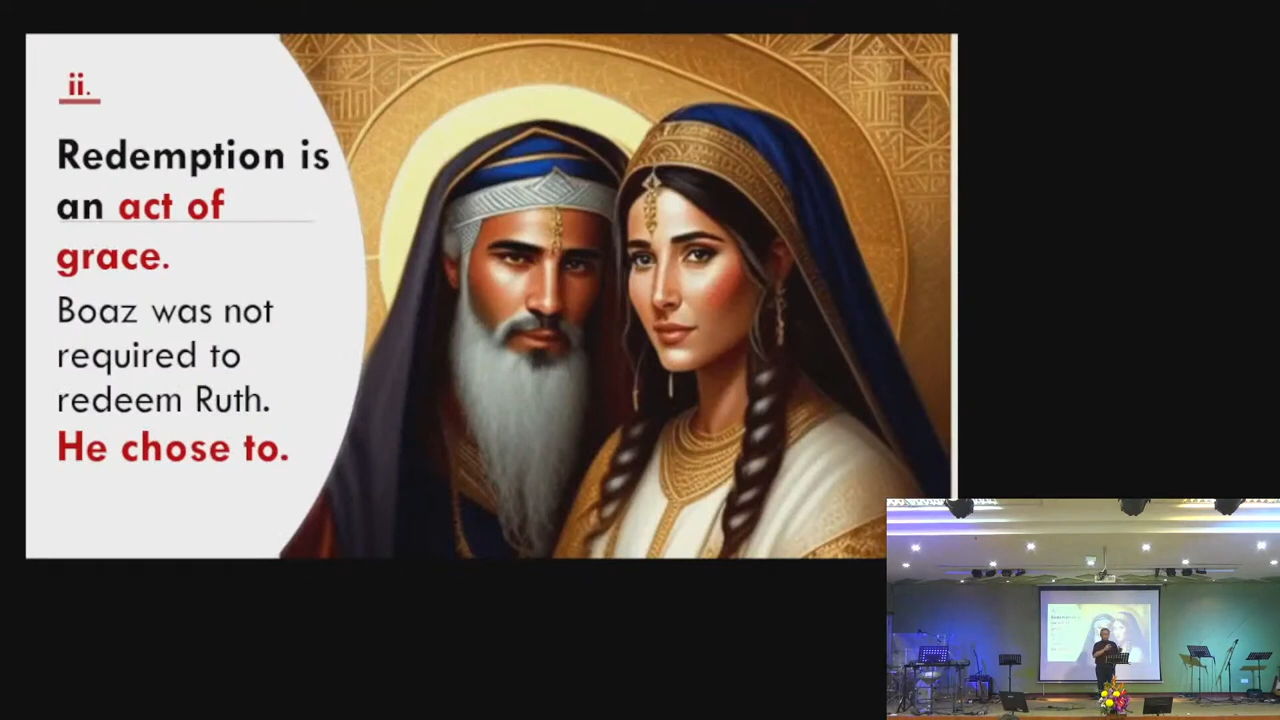 ii.
Redemption is
an act of
grace.
Boaz was not
required to
redeem Ruth.
He chose to.